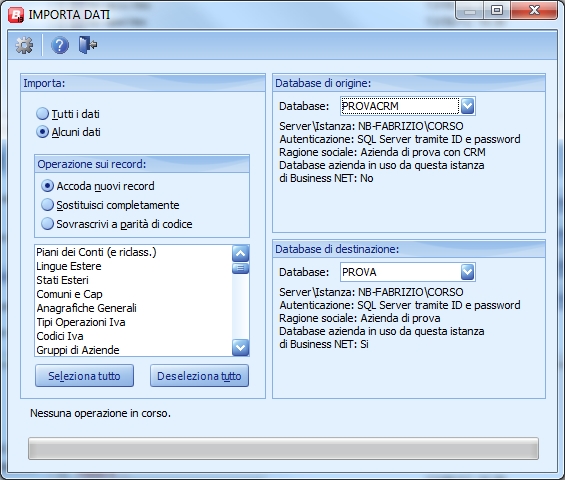 IMPORTA DATI
Importa:
Tutti i dati
Alcuni dati
Operazione sui record:
Accoda nuovi record
Sostituisci completamente
Sovrascrivi a parità di codice
Piani dei Conti (e riclass.)
Lingue Estere
Stati Esteri
Comuni e Cap
Anagrafiche Generali
Tipi Operazioni Iva
Codici Iva
Gruppi di Aziende
Seleziona tutto
Deseleziona tutto
Database di origine:
Database: PROVACRM
Server\Istanza: NB-FABRIZIO\CORSO
Autenticazione: SQL Server tramite ID e password
Ragione sociale: Azienda di prova con CRM
Database azienda in uso da questa istanza
di Business NET: No
Database di destinazione:
Database: PROVA
Server\Istanza: NB-FABRIZIO\CORSO
Autenticazione: SQL Server tramite ID e password
Ragione sociale: Azienda di prova
Database azienda in uso da questa istanza
di Business NET: Si
Nessuna operazione in corso.